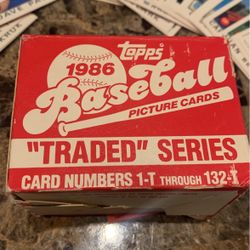 topps
1986
Baseball
PICTURE CARDS
"TRADED" SERIES
CARD NUMBERS 1-T THROUGH 132-T